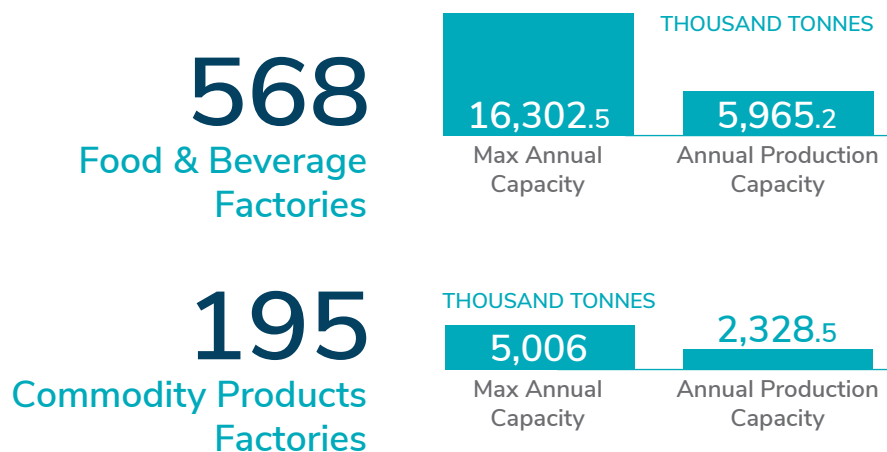 568
Food & Beverage
Factories
THOUSAND TONNES
16,302.5
5,965.2
Max Annual
Capacity
Annual Production
Capacity
195
Commodity Products
Factories
THOUSAND TONNES
5,006
2,328.5
Max Annual
Capacity
Annual Production
Capacity